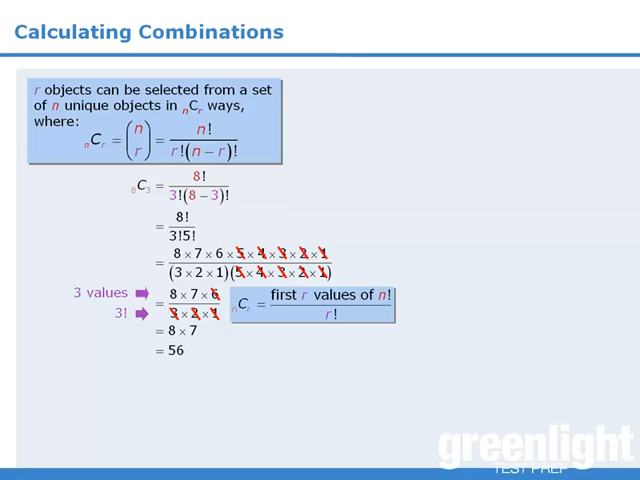 Calculating Combinations
r objects can be selected from a set
of n unique objects in nCr ways,
where:
nCr = (n r) = n! / r!(n − r)!
8C3 = 8! / 3!(8 − 3)!
= 8! / 3!5!
= 8 × 7 × 6 × 5 × 4 × 3 × 2 × 1 / (3 × 2 × 1)(5 × 4 × 3 × 2 × 1)
3 values ➡ = 8 × 7 × 6
3! ➡ 3 × 2 × 1
nCr = first r values of n! / r!
= 8 × 7
= 56
greenlight
TEST PREP